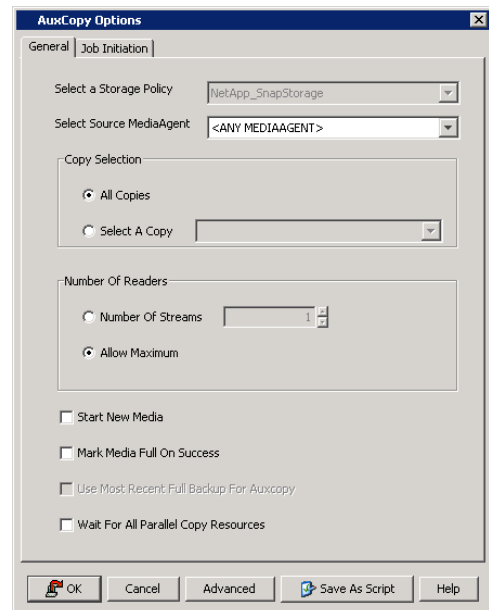 AuxCopy Options
General Job Initiation
Select a Storage Policy NetApp_SnapStorage
Select Source MediaAgent <ANY MEDIAAGENT>
Copy Selection
All Copies
Select A Copy
Number Of Readers
Number Of Streams 1
Allow Maximum
Start New Media
Mark Media Full On Success
Use Most Recent Full Backup For Auxcopy
Wait For All Parallel Copy Resources
OK Cancel Advanced Save As Script Help